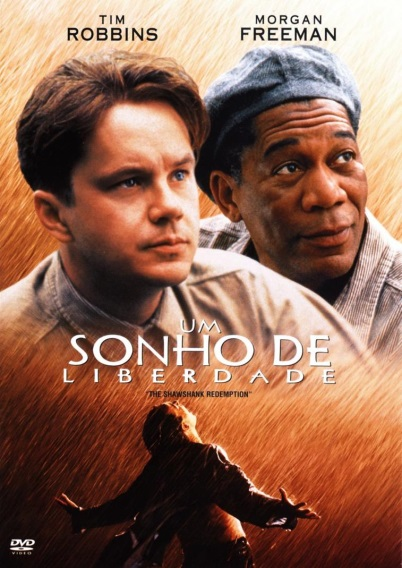 TIM
ROBBINS
MORGAN
FREEMAN
UM
SONHO DE
LIBERDADE
"THE SHAWSHANK REDEMPTION"
DVD
VIDEO